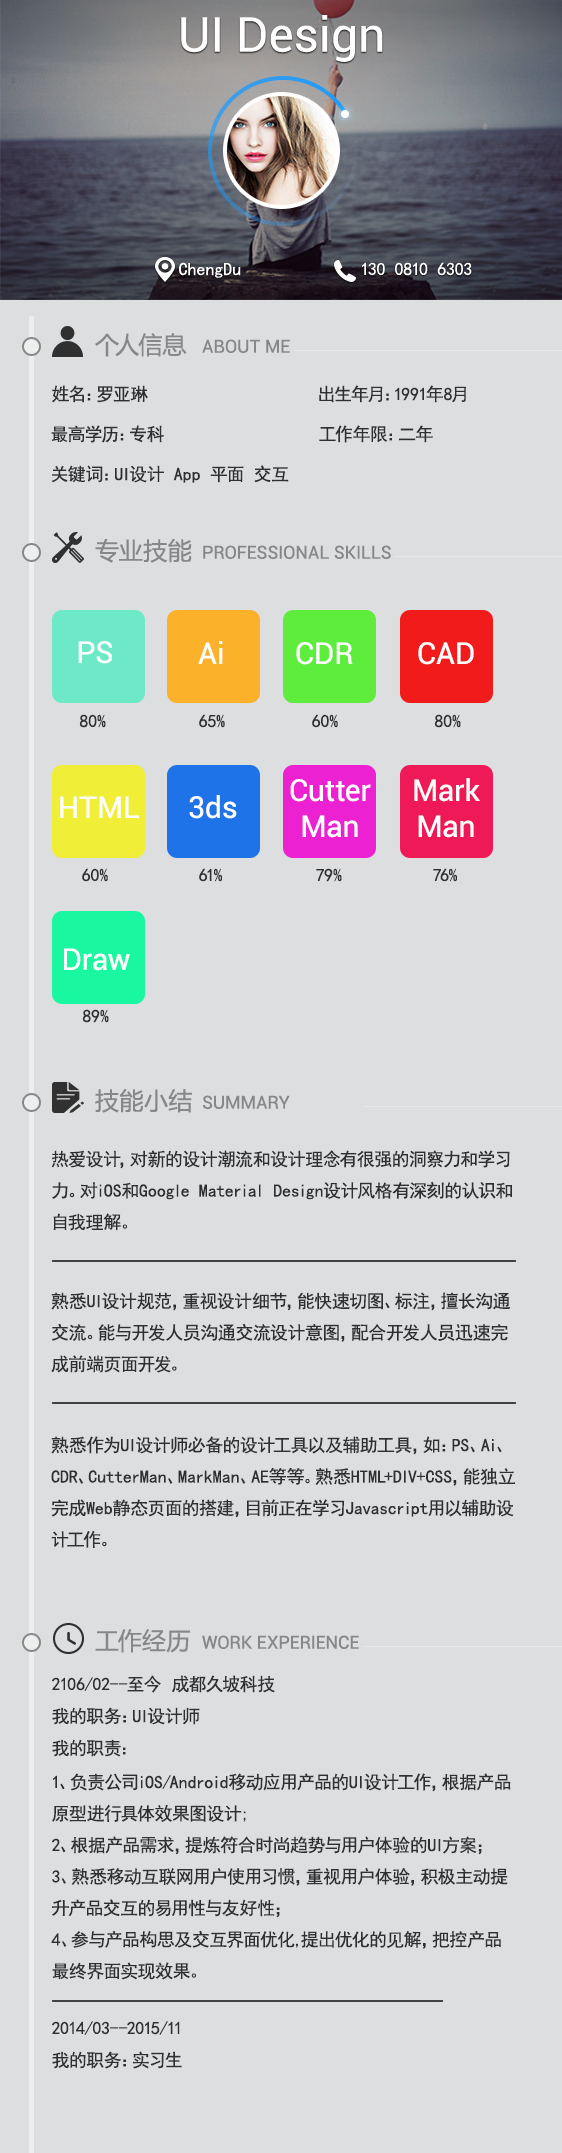 UI Design
ChengDu 130 0810 6303
个人信息 ABOUT ME
姓名: 罗亚琳 出生年月: 1991年8月
最高学历: 专科 工作年限: 二年
关键词: UI设计 App 平面 交互
专业技能 PROFESSIONAL SKILLS
PS Ai CDR CAD
80% 65% 60% 80%
HTML 3ds Cutter Man Mark Man
60% 61% 79% 76%
Draw
89%
技能小结 SUMMARY
热爱设计, 对新的设计潮流和设计理念有很强的洞察力和学习
力。对iOS和Google Material Design设计风格有深刻的认识和
自我理解。
熟悉UI设计规范, 重视设计细节, 能快速切图、标注, 擅长沟通
交流。能与开发人员沟通交流设计意图, 配合开发人员迅速完
成前端页面开发。
熟悉作为UI设计师必备的设计工具以及辅助工具, 如: PS、Ai、
CDR、CutterMan、MarkMan、AE等等。熟悉HTML+DIV+CSS, 能独立
完成Web静态页面的搭建, 目前正在学习Javascript用以辅助设
计工作。
工作经历 WORK EXPERIENCE
2106/02--至今 成都久坡科技
我的职务: UI设计师
我的职责:
1、负责公司iOS/Android移动应用产品的UI设计工作, 根据产品
原型进行具体效果图设计;
2、根据产品需求, 提炼符合时尚趋势与用户体验的UI方案;
3、熟悉移动互联网用户使用习惯, 重视用户体验, 积极主动提
升产品交互的易用性与友好性;
4、参与产品构思及交互界面优化,提出优化的见解, 把控产品
最终界面实现效果。
2014/03--2015/11
我的职务: 实习生